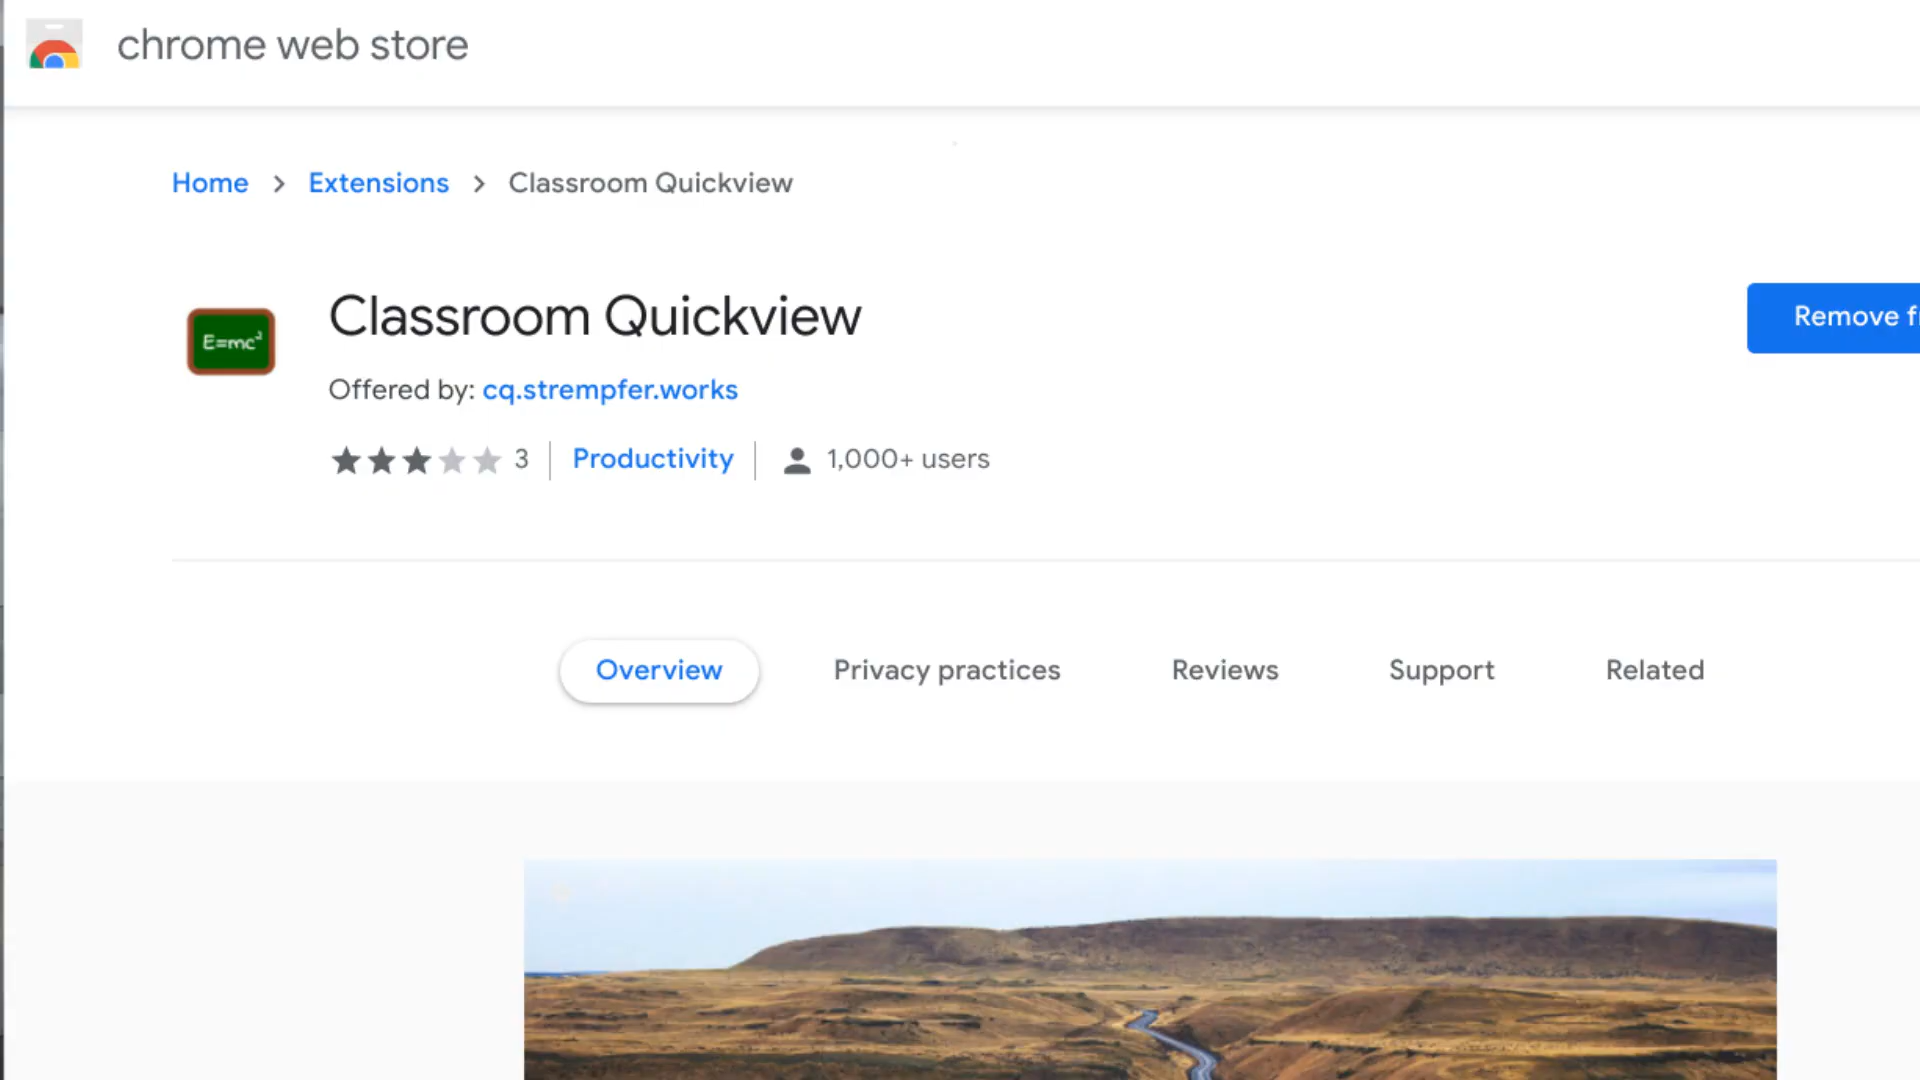 chrome web store
Home > Extensions > Classroom Quickview
E=mc²
Classroom Quickview
Remove f
Offered by: cq.strempfer.works
3 Productivity 1,000+ users
Overview Privacy practices Reviews Support Related